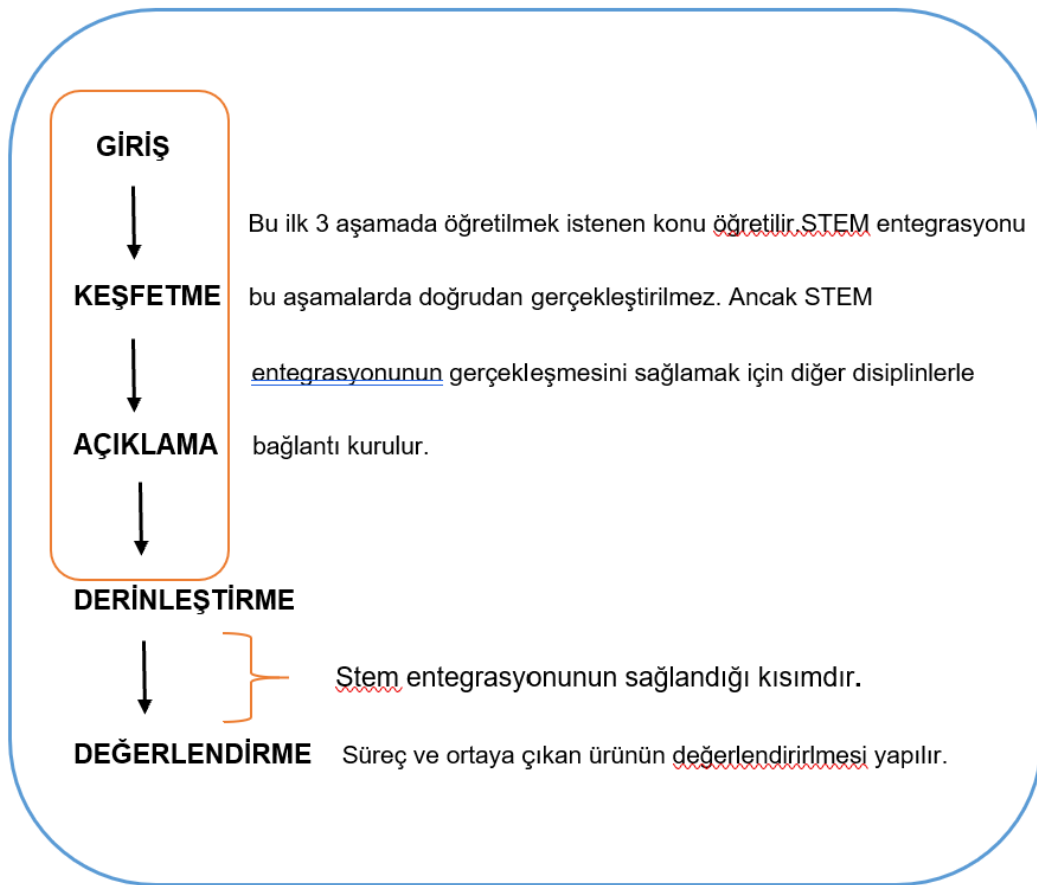 GİRİŞ
Bu ilk 3 aşamada öğretilmek istenen konu öğretilir.STEM entegrasyonu
KEŞFETME bu aşamalarda doğrudan gerçekleştirilmez. Ancak STEM
entegrasyonunun gerçekleşmesini sağlamak için diğer disiplinlerle
AÇIKLAMA bağlantı kurulur.
DERİNLEŞTİRME
Stem entegrasyonunun sağlandığı kısımdır.
DEĞERLENDİRME Süreç ve ortaya çıkan ürünün değerlendirirlmesi yapılır.